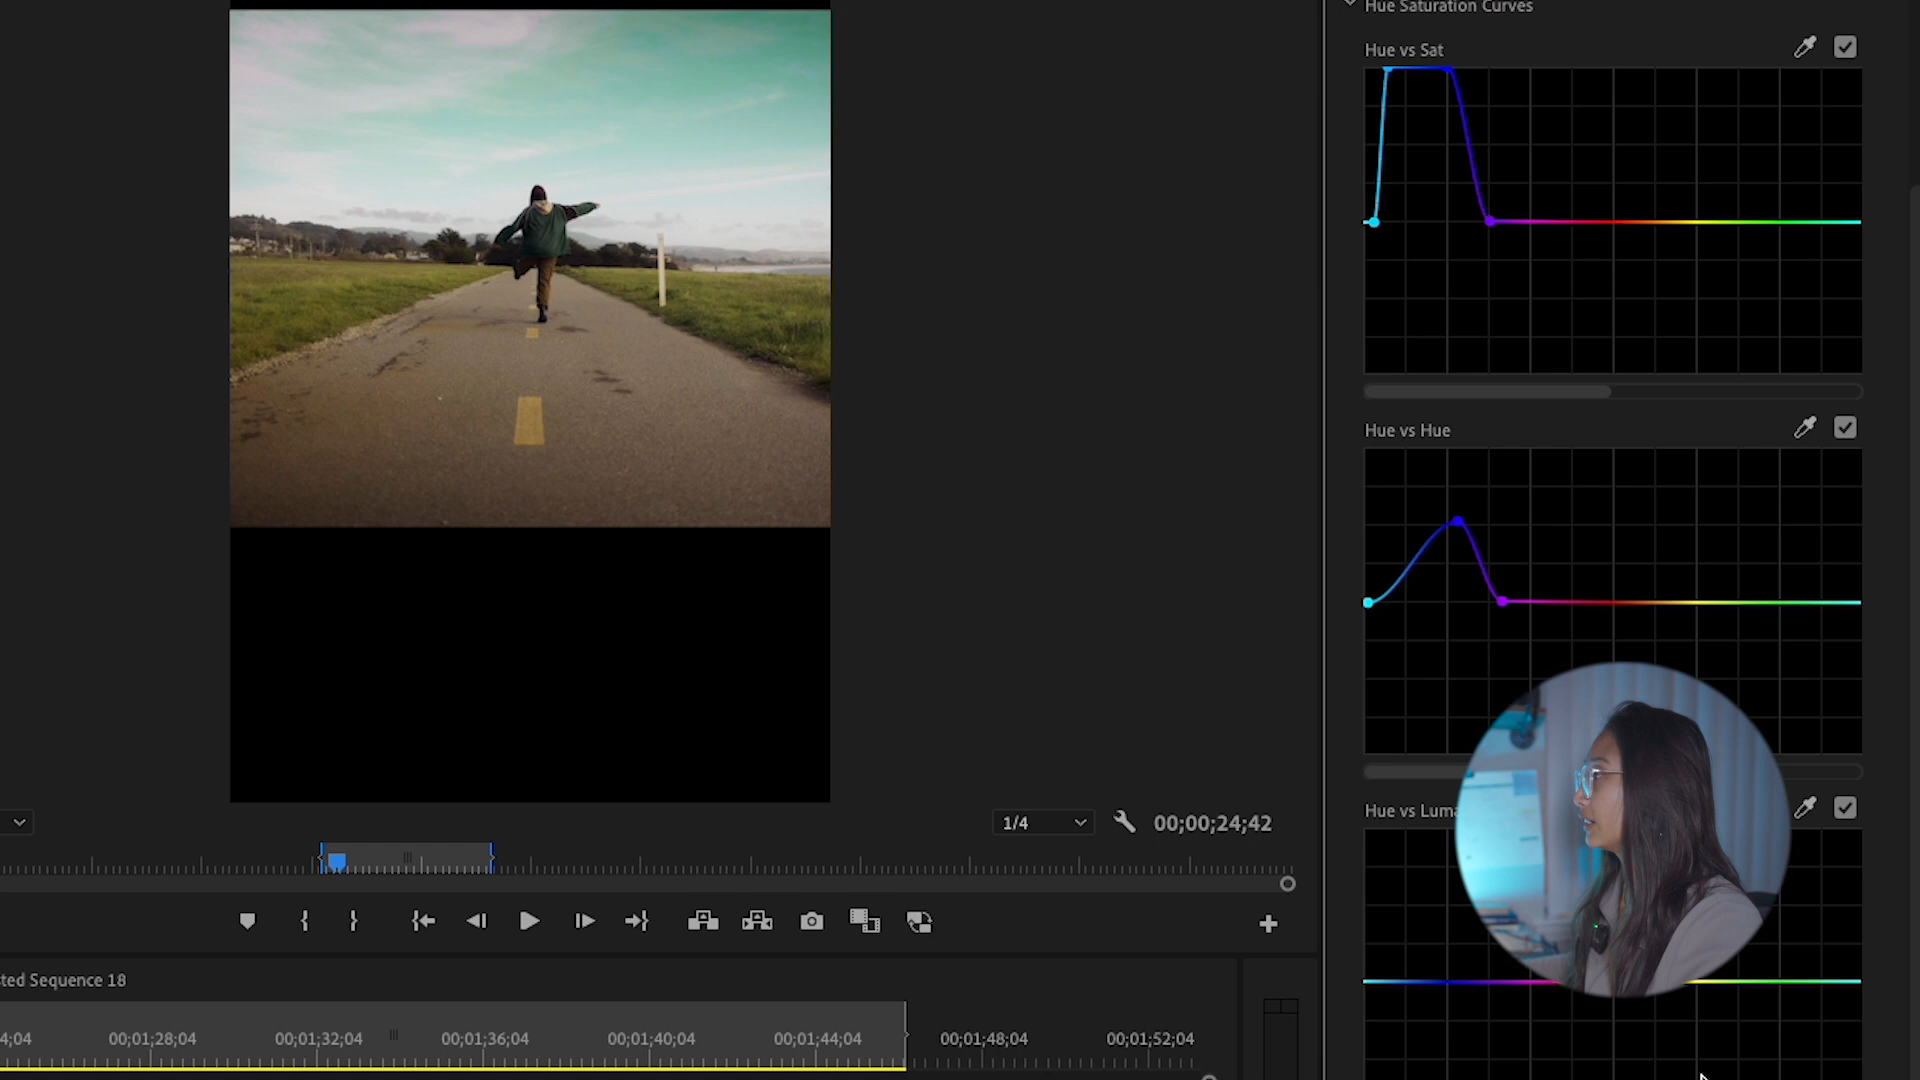 Hue Saturation Curves
Hue vs Sat
Hue vs Hue
Hue vs Luma
1/4
00;00;24;42
ted Sequence 18
4;04
00;01;28;04
00;01;32;04
00;01;36;04
00;01;40;04
00;01;44;04
00;01;48;04
00;01;52;04